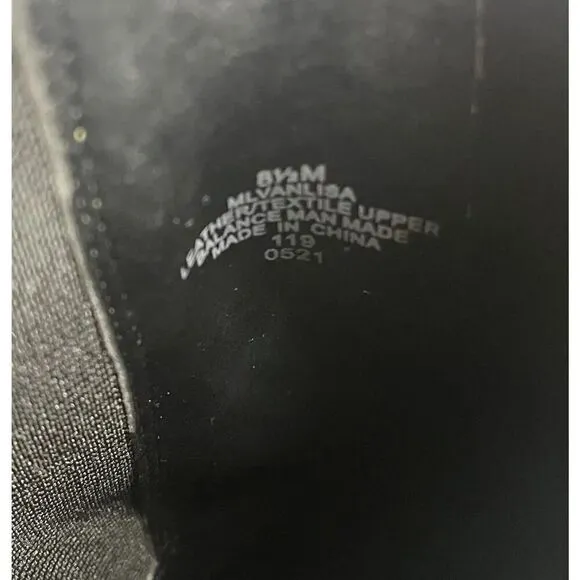 8½M
MLVANLISA
LEATHER/TEXTILE UPPER
BALANCE MAN MADE
MADE IN CHINA
119
0521